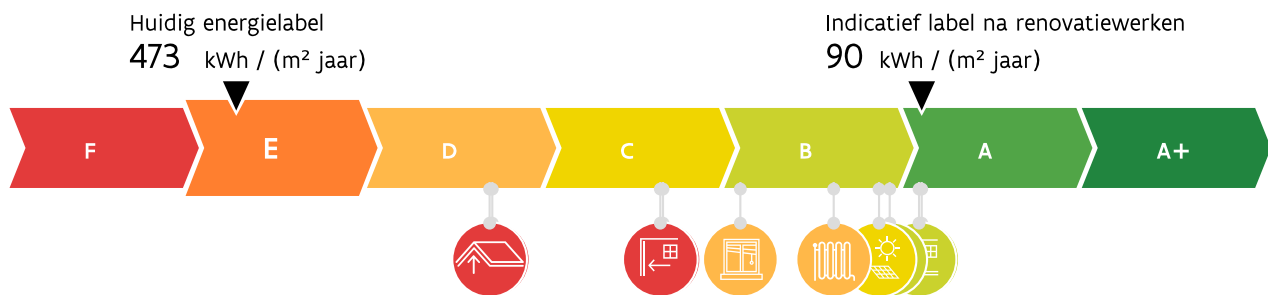 Huidig energielabel
473 kWh / (m² jaar)
Indicatief label na renovatiewerken
90 kWh / (m² jaar)
F E D C B A A+